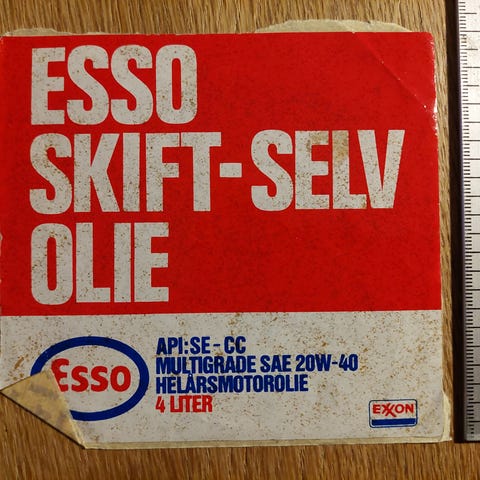 ESSO
SKIFT-SELV
OLIE
Esso
API:SE-CC
MULTIGRADE SAE 20W-40
HELÅRSMOTOROLIE
4 LITER
EXXON